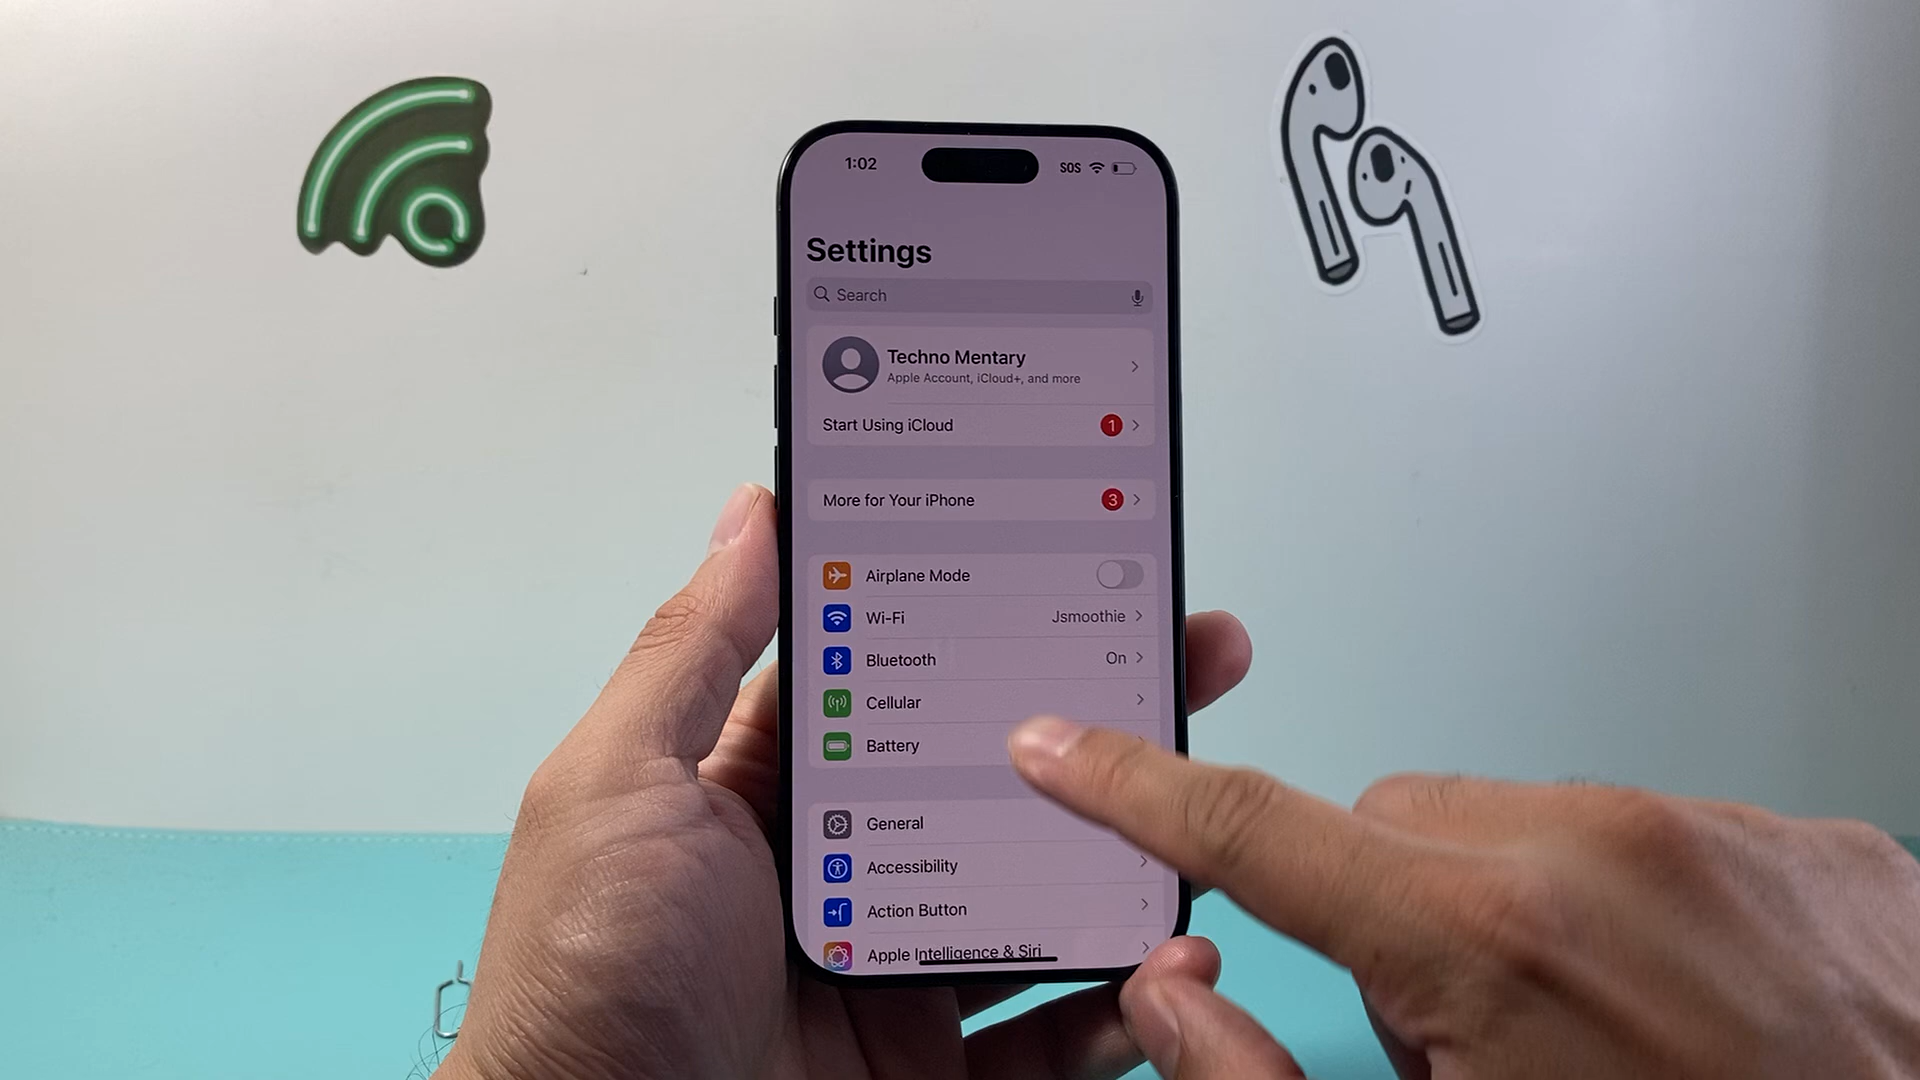 1:02 SOS
Settings
Search
Techno Mentary
Apple Account, iCloud+, and more
Start Using iCloud 1
More for Your iPhone 3
Airplane Mode
Wi-Fi Jsmoothie
Bluetooth On
Cellular
Battery
General
Accessibility
Action Button
Apple Intelligence & Siri